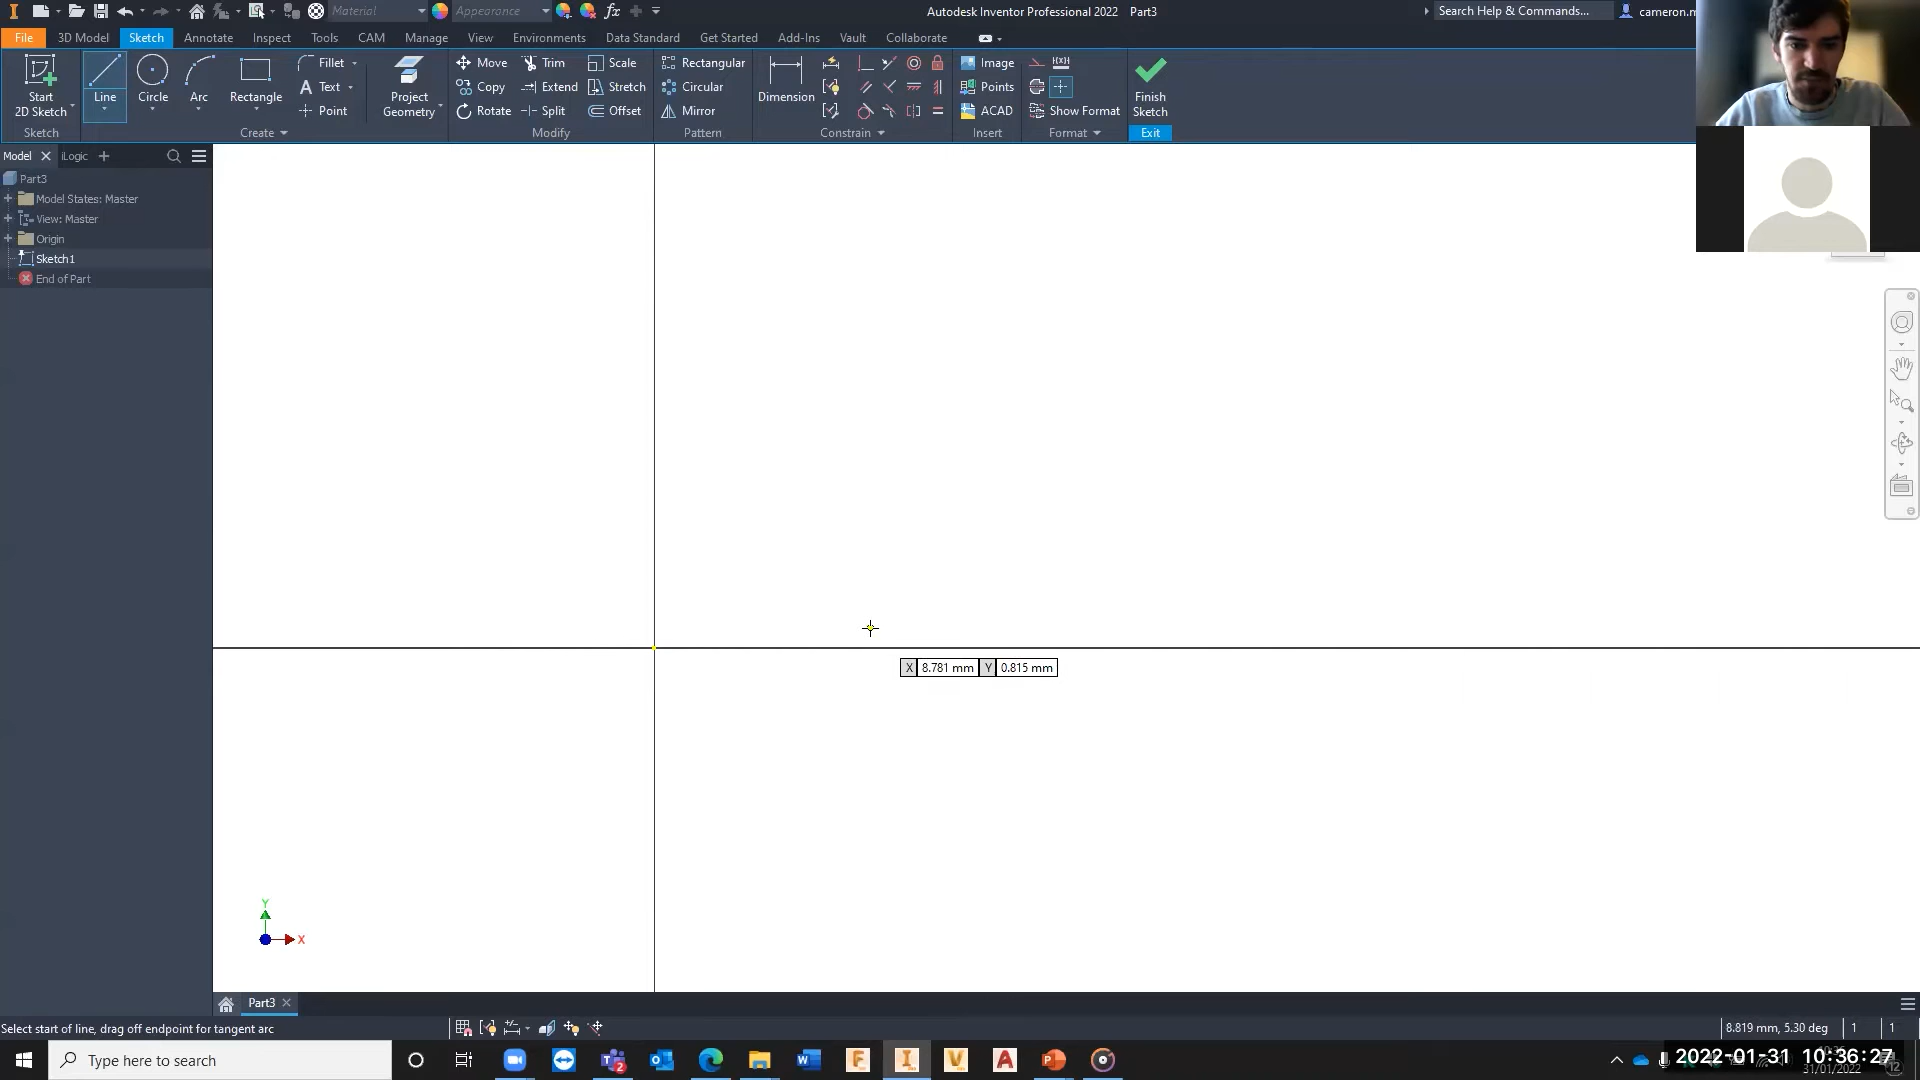 Material
Appearance
fx
Autodesk Inventor Professional 2022 Part3
Search Help & Commands...
cameron.m
File
3D Model
Sketch
Annotate
Inspect
Tools
CAM
Manage
View
Environments
Data Standard
Get Started
Add-Ins
Vault
Collaborate
Start
2D Sketch
Line
Circle
Arc
Rectangle
Fillet
Text
Point
Project
Geometry
Move
Copy
Rotate
Trim
Extend
Split
Scale
Stretch
Offset
Rectangular
Circular
Mirror
Dimension
Image
Points
ACAD
Show Format
Finish
Sketch
Sketch
Create
Modify
Pattern
Constrain
Insert
Format
Exit
Model
iLogic
Part3
Model States: Master
View: Master
Origin
Sketch1
End of Part
X 8.781 mm Y 0.815 mm
Y
X
Part3
Select start of line, drag off endpoint for tangent arc
8.819 mm, 5.30 deg 1 1
Type here to search
2
2022-01-31 10:36:27
31/01/2022
12